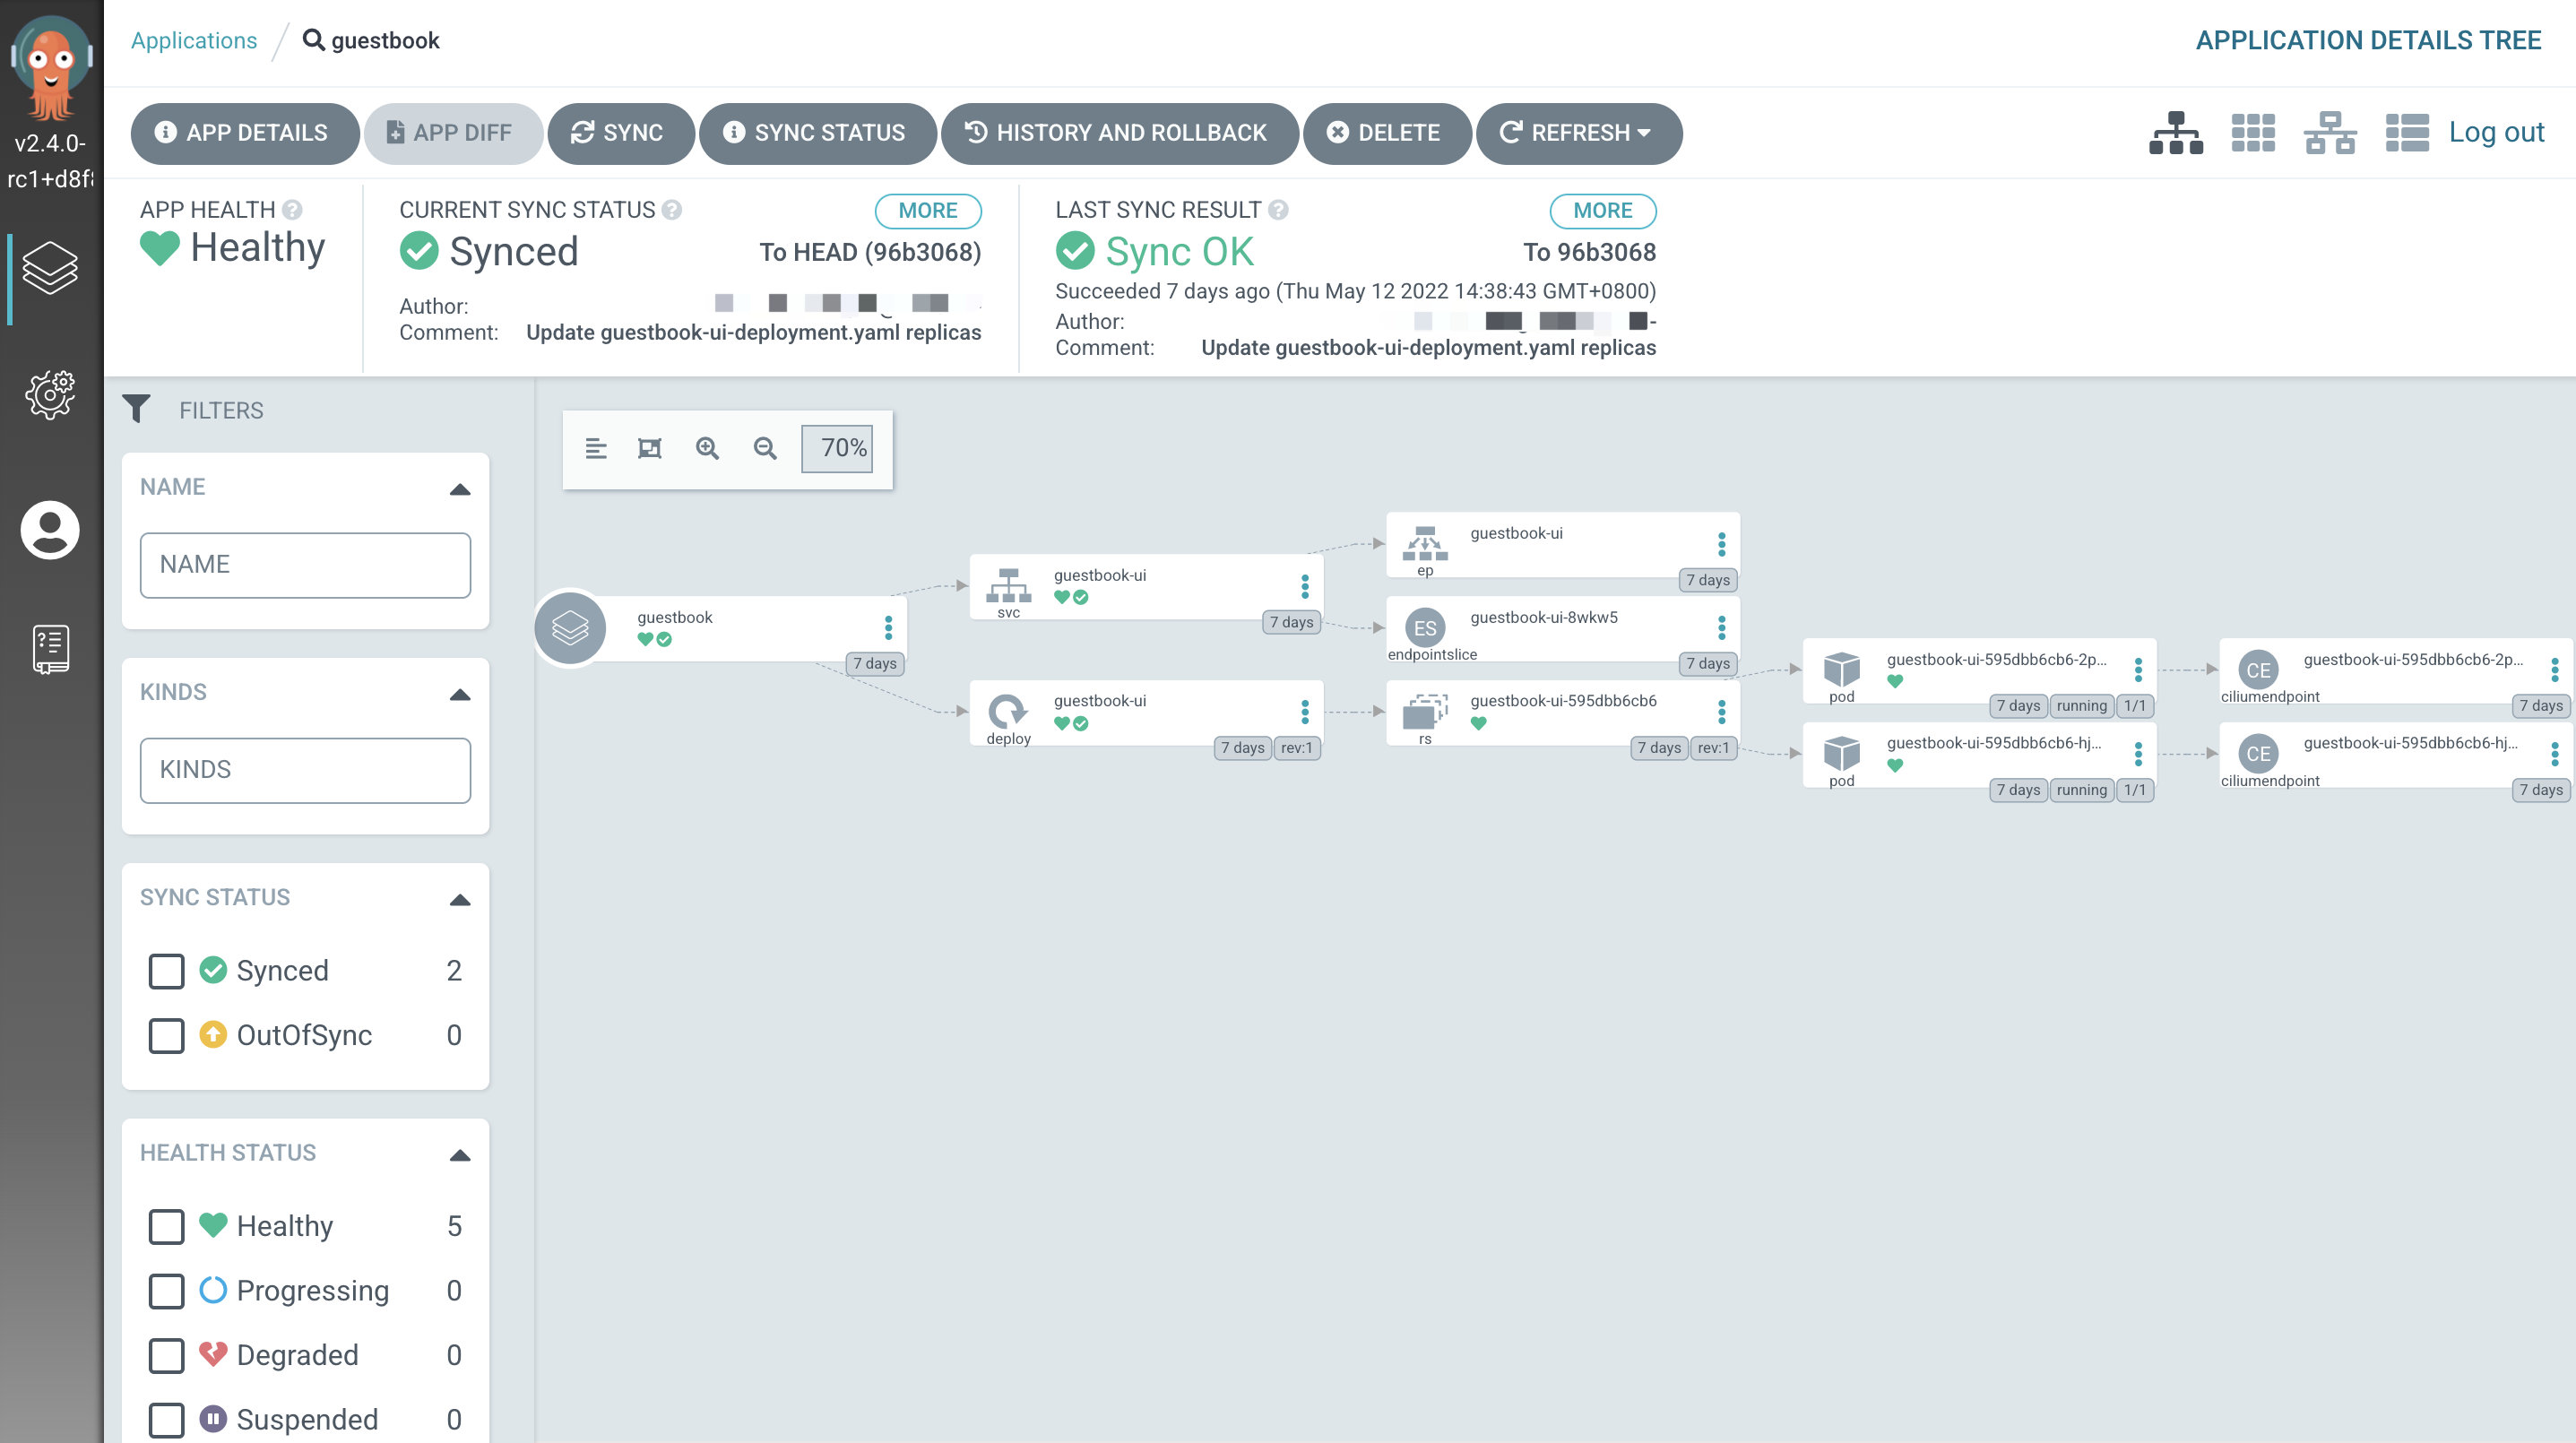 v2.4.0-
rc1+d8f
Applications / guestbook
APPLICATION DETAILS TREE
APP DETAILS
APP DIFF
SYNC
SYNC STATUS
HISTORY AND ROLLBACK
DELETE
REFRESH
Log out
APP HEALTH
Healthy
CURRENT SYNC STATUS
MORE
Synced
To HEAD (96b3068)
Author:
Comment: Update guestbook-ui-deployment.yaml replicas
LAST SYNC RESULT
MORE
Sync OK
To 96b3068
Succeeded 7 days ago (Thu May 12 2022 14:38:43 GMT+0800)
Author:
Comment: Update guestbook-ui-deployment.yaml replicas
FILTERS
NAME
NAME
KINDS
KINDS
SYNC STATUS
Synced 2
OutOfSync 0
HEALTH STATUS
Healthy 5
Progressing 0
Degraded 0
Suspended 0
70%
guestbook
7 days
guestbook-ui
svc
7 days
guestbook-ui
deploy
7 days rev:1
guestbook-ui
ep
7 days
ES
guestbook-ui-8wkw5
endpointslice
7 days
guestbook-ui-595dbb6cb6
rs
7 days rev:1
guestbook-ui-595dbb6cb6-2p...
pod
7 days running 1/1
guestbook-ui-595dbb6cb6-hj...
pod
7 days running 1/1
CE
guestbook-ui-595dbb6cb6-2p...
ciliumendpoint
7 days
CE
guestbook-ui-595dbb6cb6-hj...
ciliumendpoint
7 days